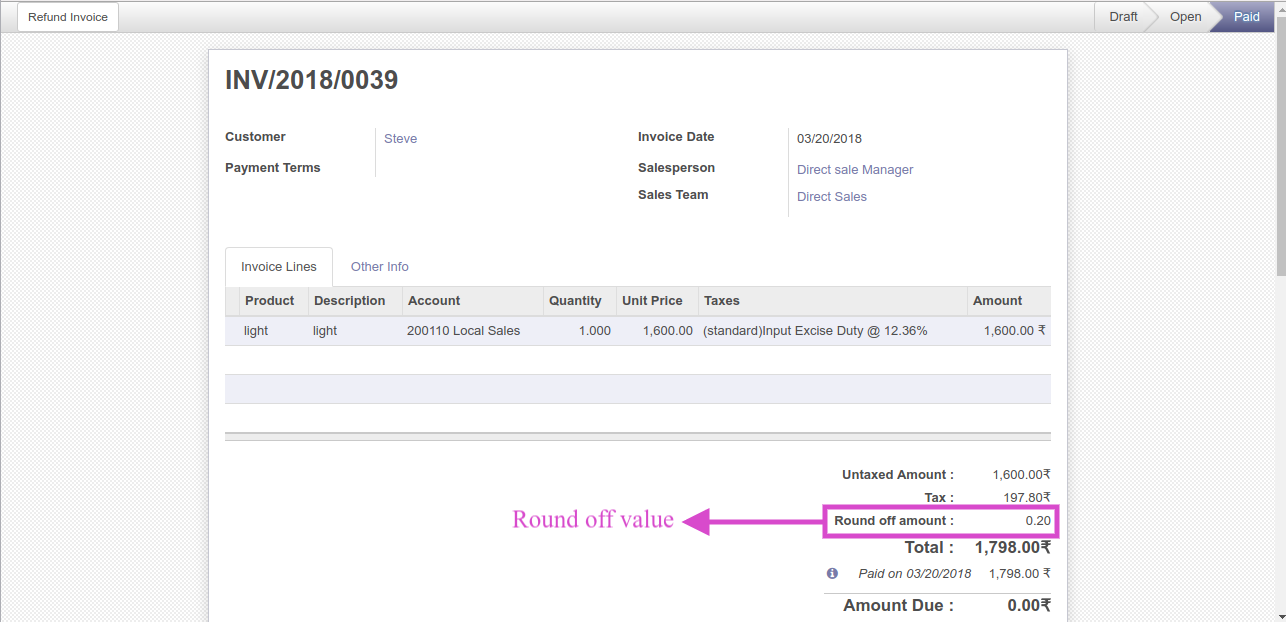 Refund Invoice
Draft Open Paid
INV/2018/0039
Customer Steve Invoice Date 03/20/2018
Payment Terms Salesperson Direct sale Manager
Sales Team Direct Sales
Invoice Lines Other Info
Product Description Account Quantity Unit Price Taxes Amount
light light 200110 Local Sales 1.000 1,600.00 (standard)Input Excise Duty @ 12.36% 1,600.00 ₹
Untaxed Amount : 1,600.00₹
Tax : 197.80₹
Round off value Round off amount : 0.20
Total : 1,798.00₹
Paid on 03/20/2018 1,798.00 ₹
Amount Due : 0.00₹